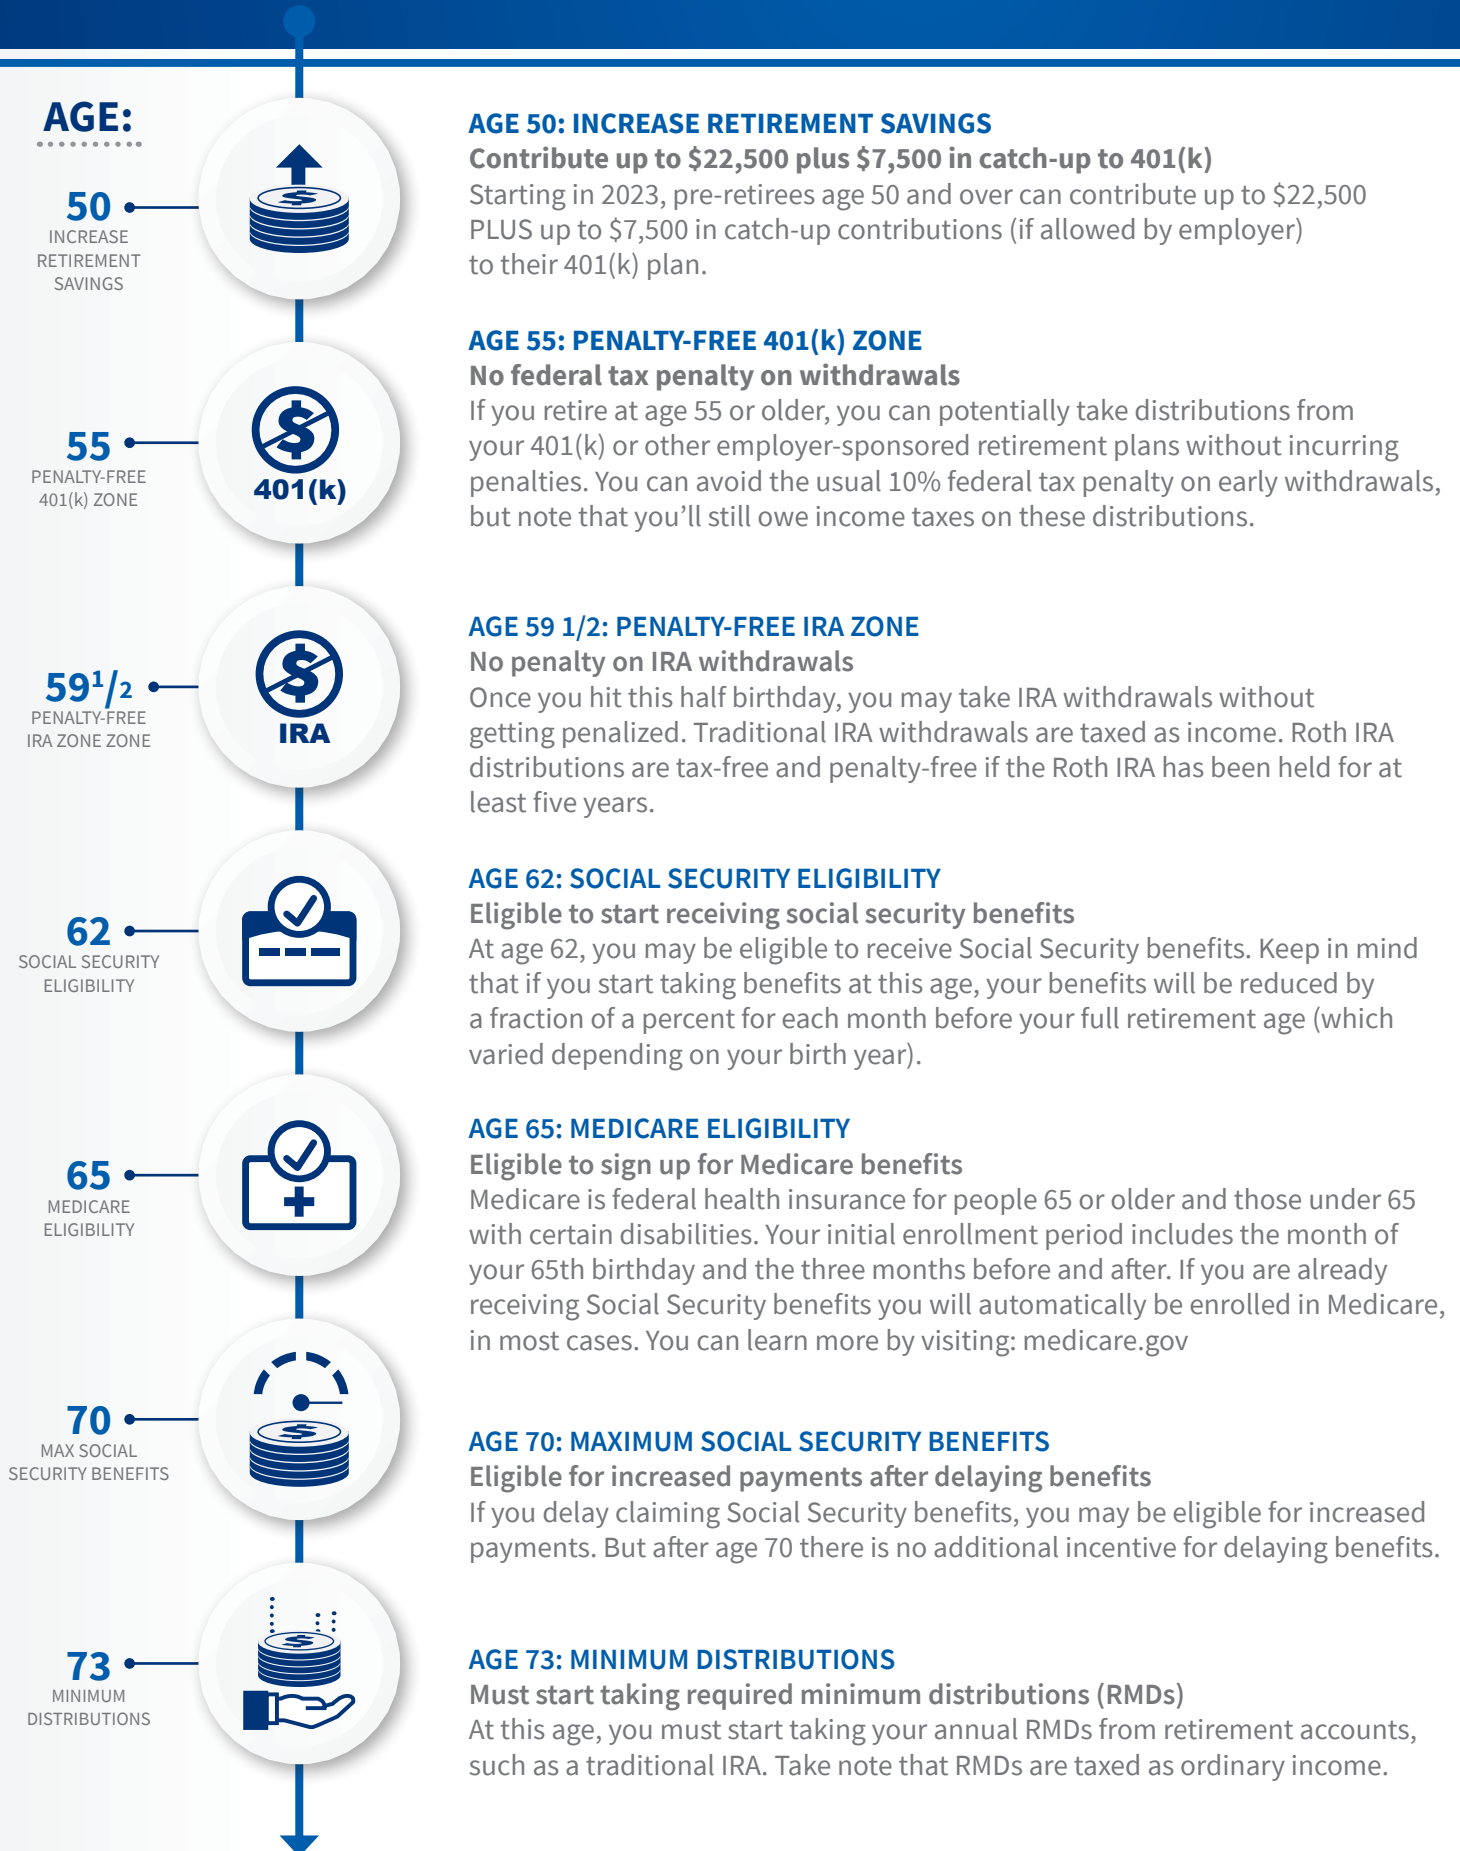 AGE:
50
INCREASE
RETIREMENT
SAVINGS
AGE 50: INCREASE RETIREMENT SAVINGS
Contribute up to $22,500 plus $7,500 in catch-up to 401(k)
Starting in 2023, pre-retirees age 50 and over can contribute up to $22,500
PLUS up to $7,500 in catch-up contributions (if allowed by employer)
to their 401(k) plan.
55
PENALTY-FREE
401(k) ZONE
401(k)
AGE 55: PENALTY-FREE 401(k) ZONE
No federal tax penalty on withdrawals
If you retire at age 55 or older, you can potentially take distributions from
your 401(k) or other employer-sponsored retirement plans without incurring
penalties. You can avoid the usual 10% federal tax penalty on early withdrawals,
but note that you’ll still owe income taxes on these distributions.
59 1/2
PENALTY-FREE
IRA ZONE ZONE
IRA
AGE 59 1/2: PENALTY-FREE IRA ZONE
No penalty on IRA withdrawals
Once you hit this half birthday, you may take IRA withdrawals without
getting penalized. Traditional IRA withdrawals are taxed as income. Roth IRA
distributions are tax-free and penalty-free if the Roth IRA has been held for at
least five years.
62
SOCIAL SECURITY
ELIGIBILITY
AGE 62: SOCIAL SECURITY ELIGIBILITY
Eligible to start receiving social security benefits
At age 62, you may be eligible to receive Social Security benefits. Keep in mind
that if you start taking benefits at this age, your benefits will be reduced by
a fraction of a percent for each month before your full retirement age (which
varied depending on your birth year).
65
MEDICARE
ELIGIBILITY
AGE 65: MEDICARE ELIGIBILITY
Eligible to sign up for Medicare benefits
Medicare is federal health insurance for people 65 or older and those under 65
with certain disabilities. Your initial enrollment period includes the month of
your 65th birthday and the three months before and after. If you are already
receiving Social Security benefits you will automatically be enrolled in Medicare,
in most cases. You can learn more by visiting: medicare.gov
70
MAX SOCIAL
SECURITY BENEFITS
AGE 70: MAXIMUM SOCIAL SECURITY BENEFITS
Eligible for increased payments after delaying benefits
If you delay claiming Social Security benefits, you may be eligible for increased
payments. But after age 70 there is no additional incentive for delaying benefits.
73
MINIMUM
DISTRIBUTIONS
AGE 73: MINIMUM DISTRIBUTIONS
Must start taking required minimum distributions (RMDs)
At this age, you must start taking your annual RMDs from retirement accounts,
such as a traditional IRA. Take note that RMDs are taxed as ordinary income.